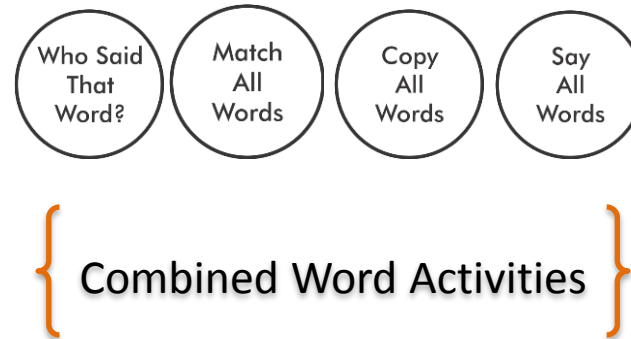 Who Said
That
Word?
Match
All
Words
Copy
All
Words
Say
All
Words
{ Combined Word Activities }